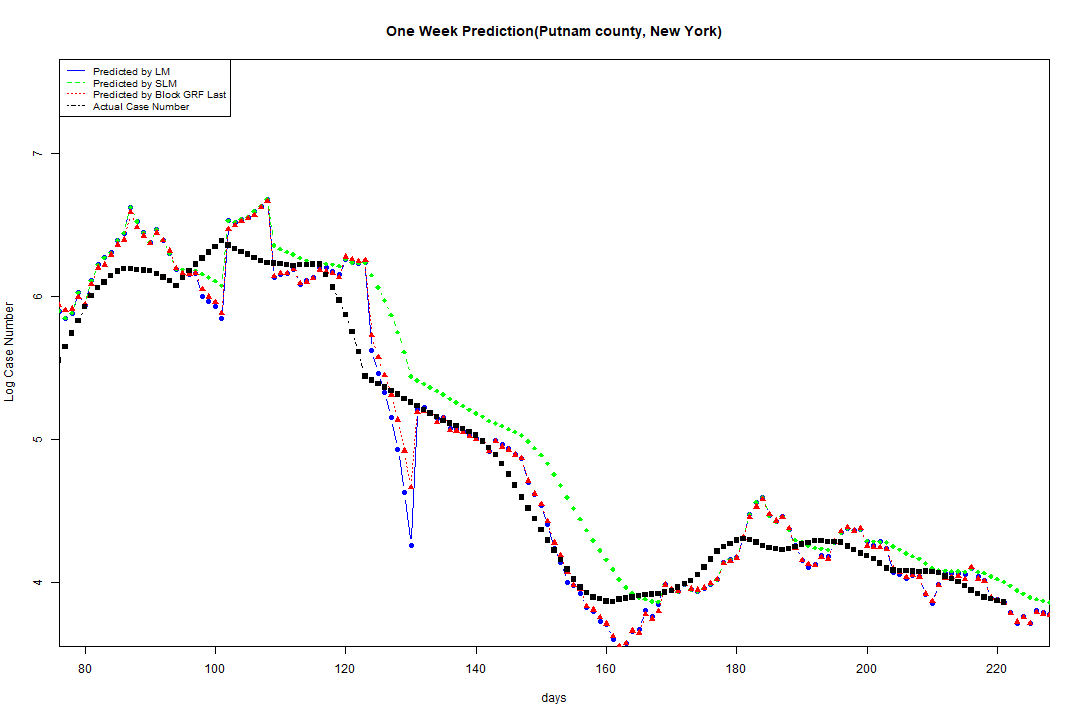 One Week Prediction(Putnam county, New York)
Predicted by LM
Predicted by SLM
Predicted by Block GRF Last
Actual Case Number
Log Case Number
7
6
5
4
80 100 120 140 160 180 200 220
days